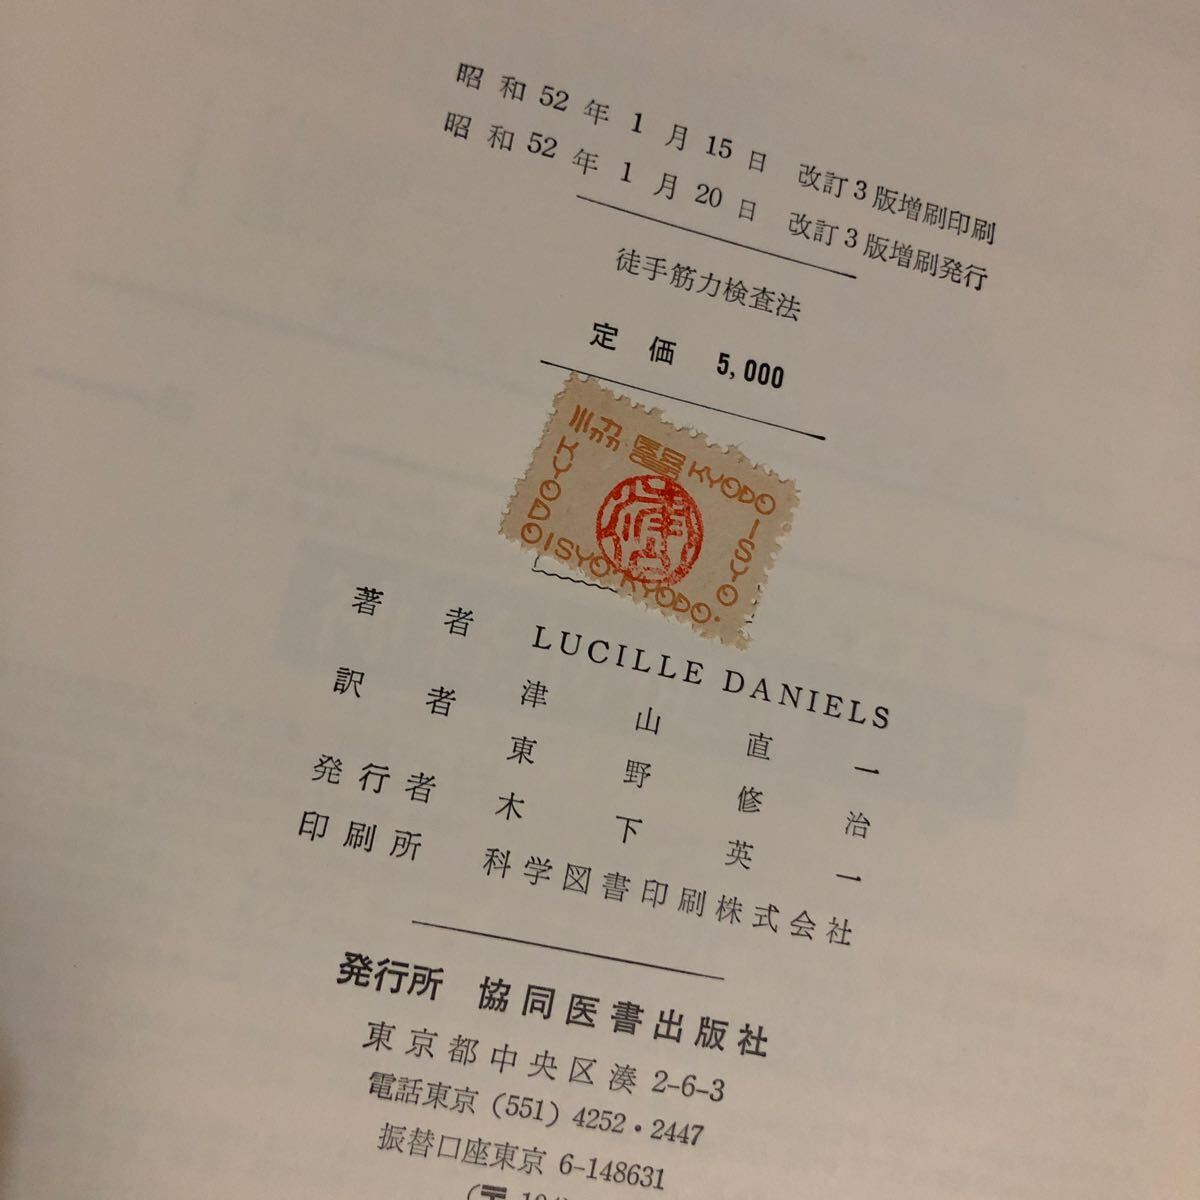 昭和52年1月15日 改訂3版増刷印刷
昭和52年1月20日 改訂3版増刷発行
徒手筋力検査法
定価 5,000
KYODO ISYO
KYODO ISYO・KYODO・
著者 LUCILLE DANIELS
訳者 津山直一
東野修治
発行者 木下英一
印刷所 科学図書印刷株式会社
発行所 協同医書出版社
東京都中央区湊 2-6-3
電話東京 (551) 4252・2447
振替口座東京 6-148631
(〒